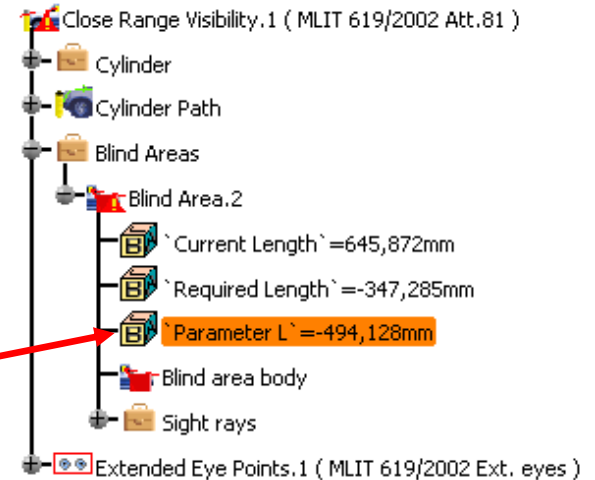 Close Range Visibility.1 ( MLIT 619/2002 Att.81 )
Cylinder
Cylinder Path
Blind Areas
Blind Area.2
`Current Length`=645,872mm
`Required Length`=-347,285mm
`Parameter L`=-494,128mm
Blind area body
Sight rays
Extended Eye Points.1 ( MLIT 619/2002 Ext. eyes )